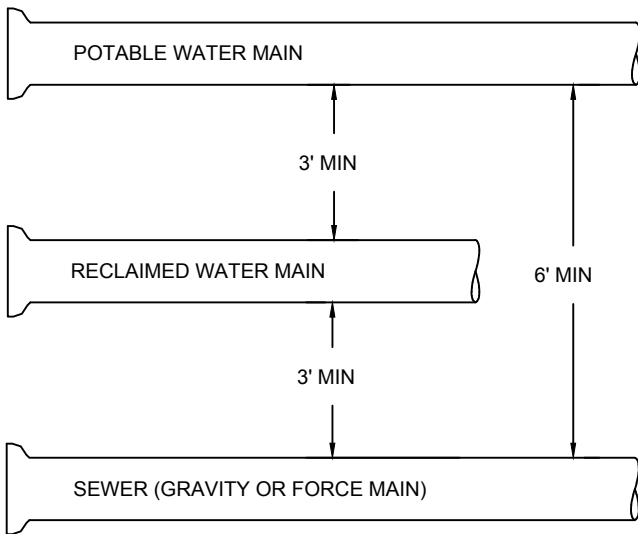 POTABLE WATER MAIN
3' MIN
RECLAIMED WATER MAIN
6' MIN
3' MIN
SEWER (GRAVITY OR FORCE MAIN)